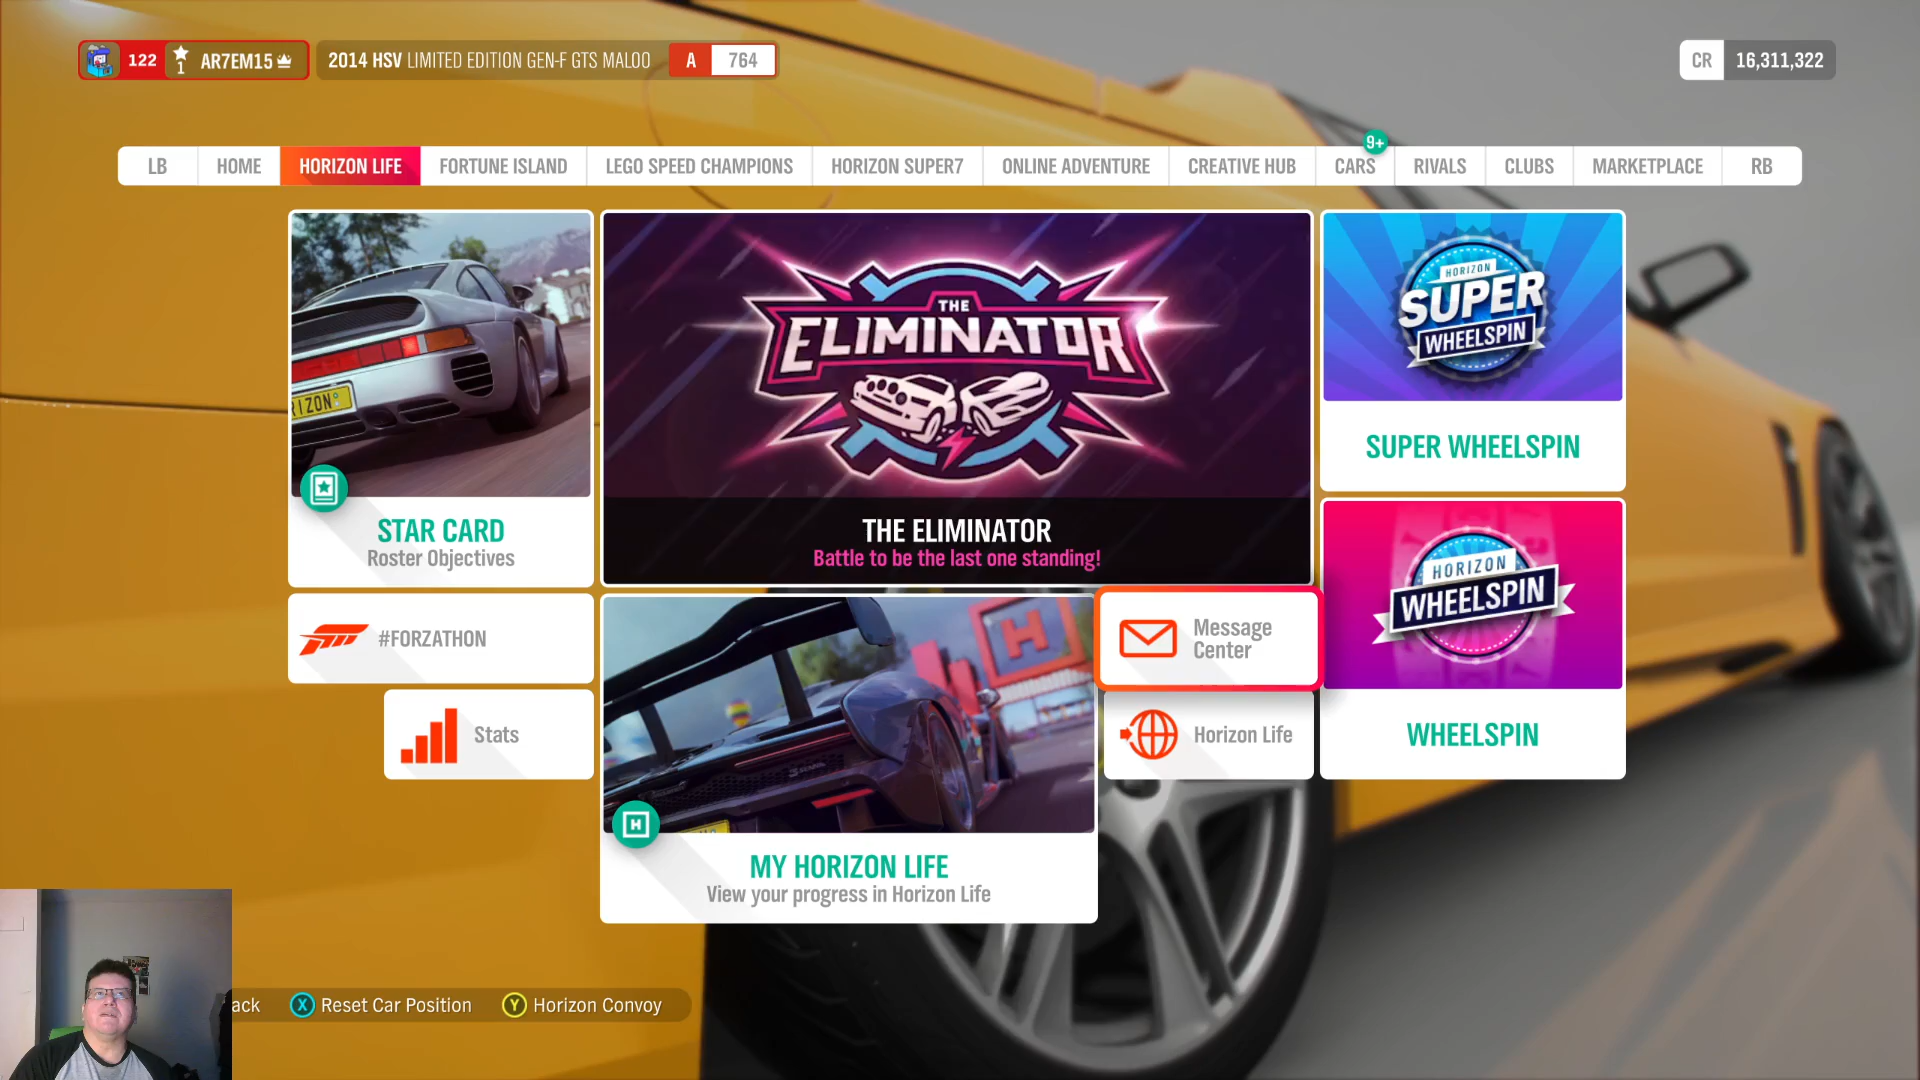 122 1 AR7EM15 2014 HSV LIMITED EDITION GEN-F GTS MALOO A 764 CR 16,311,322
9+
LB HOME HORIZON LIFE FORTUNE ISLAND LEGO SPEED CHAMPIONS HORIZON SUPER7 ONLINE ADVENTURE CREATIVE HUB CARS RIVALS CLUBS MARKETPLACE RB
RIZON
STAR CARD
Roster Objectives
THE
ELIMINATOR
THE ELIMINATOR
Battle to be the last one standing!
HORIZON
SUPER
WHEELSPIN
SUPER WHEELSPIN
#FORZATHON
Stats
H
H
MY HORIZON LIFE
View your progress in Horizon Life
Message
Center
Horizon Life
HORIZON
WHEELSPIN
WHEELSPIN
ack X Reset Car Position Y Horizon Convoy